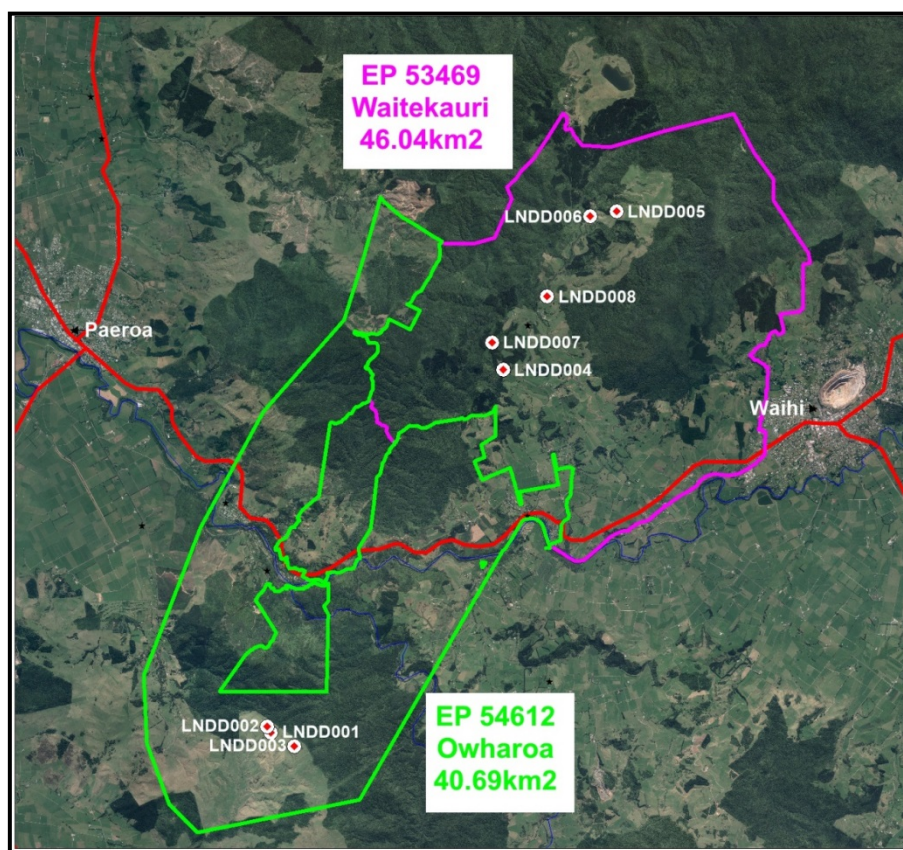 EP 53469
Waitekauri
46.04km2
LNDD006
LNDD005
LNDD008
Paeroa
LNDD007
LNDD004
Waihi
EP 54612
Owharoa
40.69km2
LNDD002
LNDD001
LNDD003